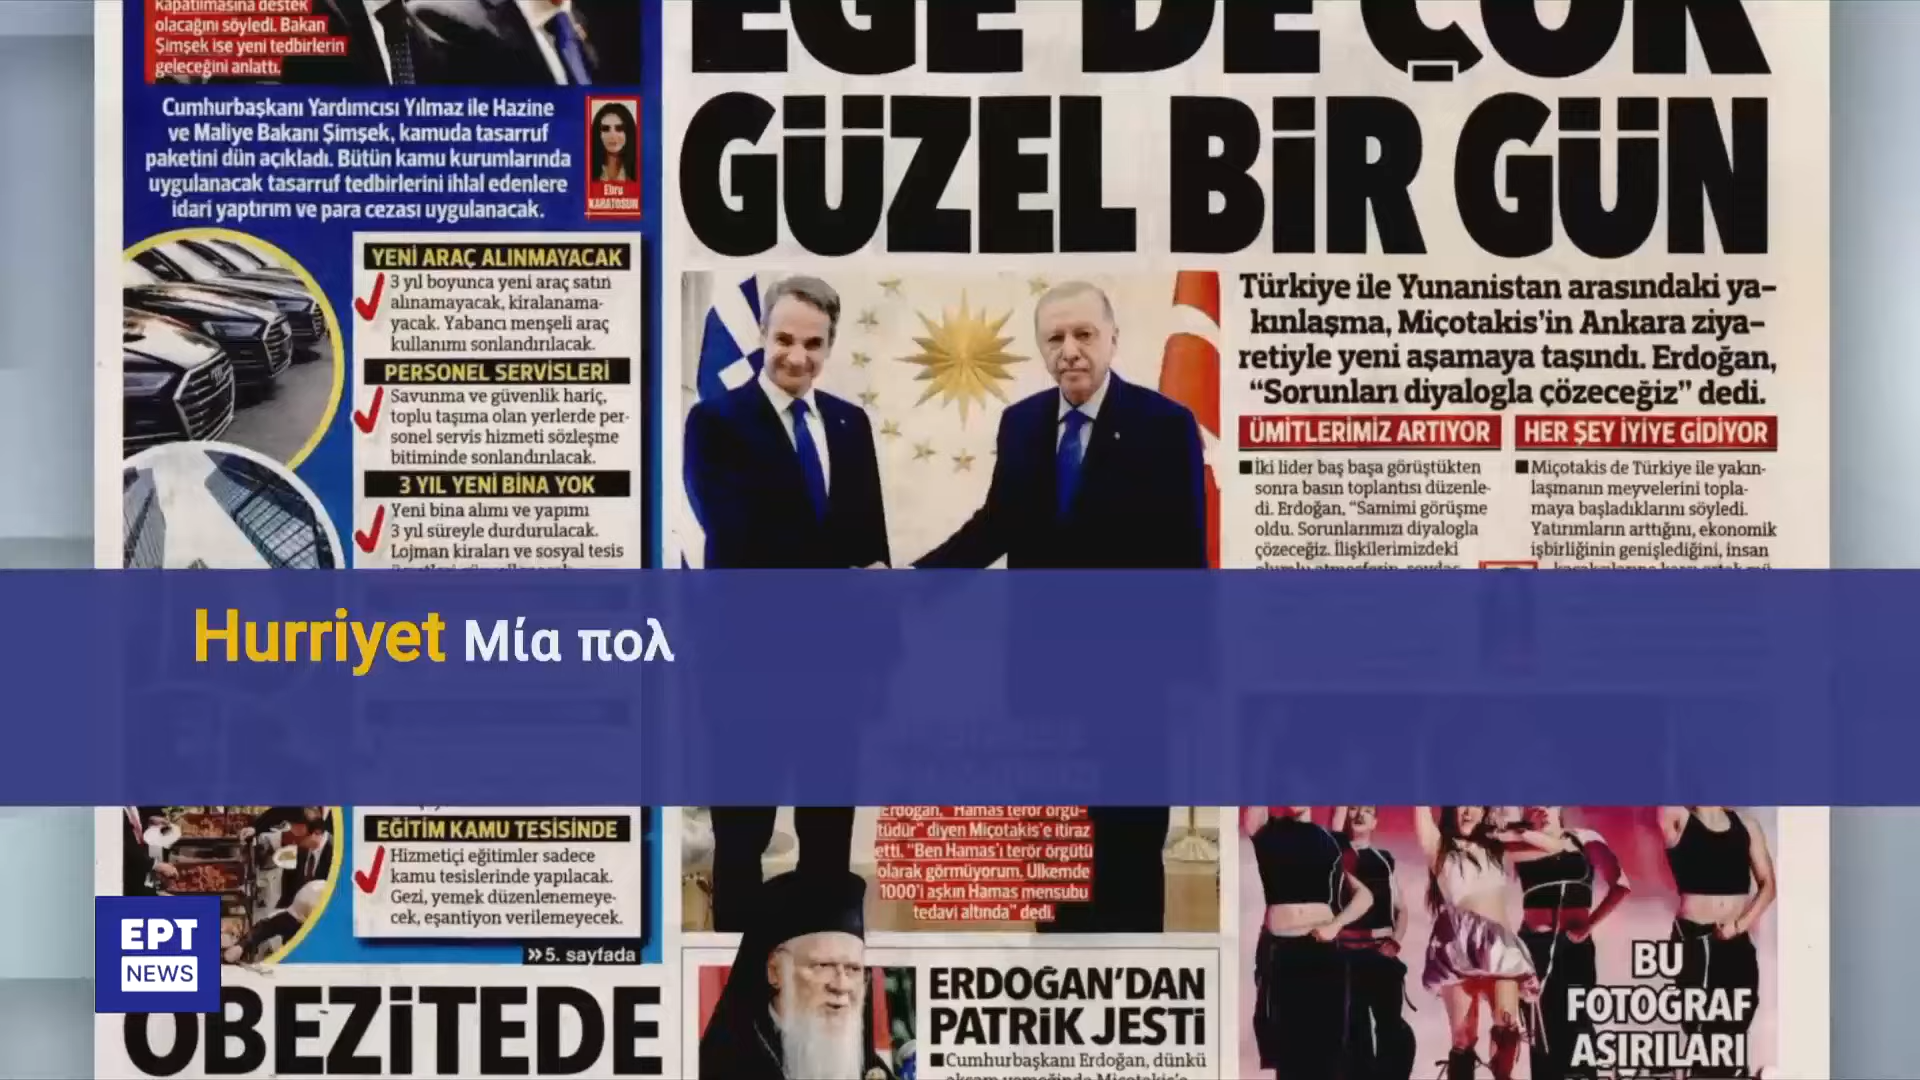 kapatılmasına destek
olacağını söyledi. Bakan
Şimşek ise yeni tedbirlerin
geleceğini anlattı.
Cumhurbaşkanı Yardımcısı Yılmaz ile Hazine
ve Maliye Bakanı Şimşek, kamuda tasarruf
paketini dün açıkladı. Bütün kamu kurumlarında
uygulanacak tasarruf tedbirlerini ihlal edenlere
idari yaptırım ve para cezası uygulanacak.
Ebru
KARATOSUN
YENİ ARAÇ ALINMAYACAK
3 yıl boyunca yeni araç satın
alınamayacak, kiralanama-
yacak. Yabancı menşeli araç
kullanımı sonlandırılacak.
PERSONEL SERVİSLERİ
Savunma ve güvenlik hariç,
toplu taşıma olan yerlerde per-
sonel servis hizmeti sözleşme
bitiminde sonlandırılacak.
3 YIL YENİ BİNA YOK
Yeni bina alımı ve yapımı
3 yıl süreyle durdurulacak.
Lojman kiraları ve sosyal tesis
EĞİTİM KAMU TESİSİNDE
Hizmetiçi eğitimler sadece
kamu tesislerinde yapılacak.
Gezi, yemek düzenlenemeye-
cek, eşantiyon verilemeyecek.
»5. sayfada
OBEZİTEDE
EGE'DE ÇOK
GÜZEL BİR GÜN
Türkiye ile Yunanistan arasındaki ya-
kınlaşma, Miçotakis'in Ankara ziya-
retiyle yeni aşamaya taşındı. Erdoğan,
“Sorunları diyalogla çözeceğiz” dedi.
ÜMİTLERİMİZ ARTIYOR
■İki lider baş başa görüştükten
sonra basın toplantısı düzenle-
di. Erdoğan, “Samimi görüşme
oldu. Sorunlarımızı diyalogla
çözeceğiz. İlişkilerimizdeki
HER ŞEY İYİYE GİDİYOR
■Miçotakis de Türkiye ile yakın-
laşmanın meyvelerini topla-
maya başladıklarını söyledi.
Yatırımların arttığını, ekonomik
işbirliğinin genişlediğini, insan
Hurriyet Μία πολ
Erdoğan, "Hamas terör örgü-
tüdür" diyen Miçotakis'e itiraz
etti. "Ben Hamas'ı terör örgütü
olarak görmüyorum. Ülkemde
1000'i aşkın Hamas mensubu
tedavi altında" dedi.
ERDOĞAN'DAN
PATRİK JESTİ
■Cumhurbaşkanı Erdoğan, dünkü
BU
FOTOĞRAF
AŞIRILARI
ΕΡΤ
NEWS